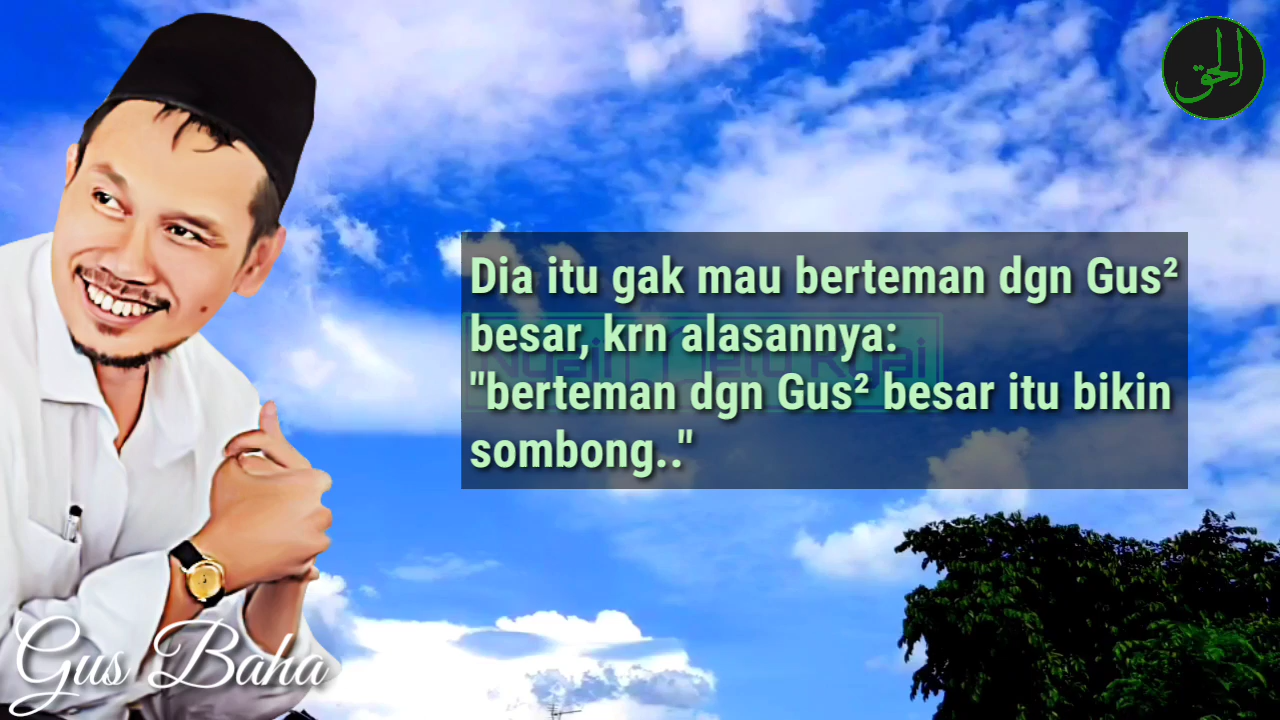 الحق
Dia itu gak mau berteman dgn Gus²
besar, krn alasannya:
"berteman dgn Gus² besar itu bikin
sombong.."
Gus Baha